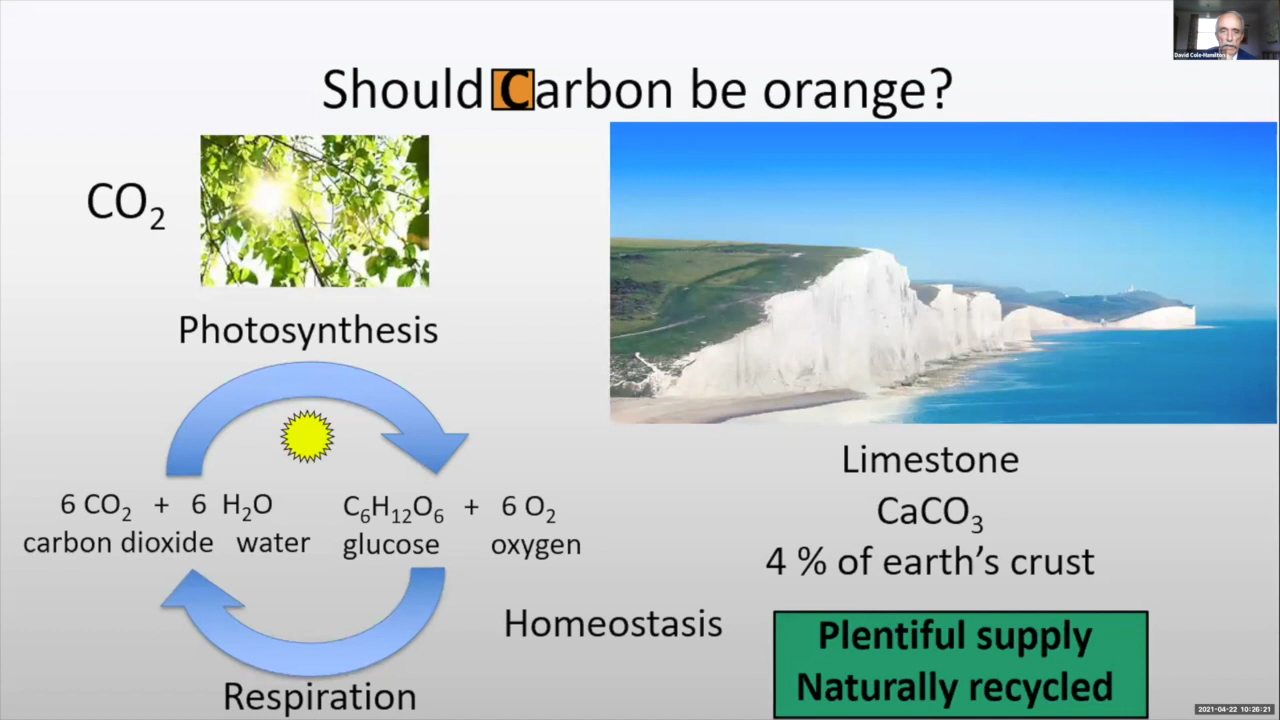 David Cole-Hamilton
Should Carbon be orange?
CO₂
Photosynthesis
6 CO₂ + 6 H₂O C₆H₁₂O₆ + 6 O₂
carbon dioxide water glucose oxygen
Homeostasis
Respiration
Limestone
CaCO₃
4 % of earth's crust
Plentiful supply
Naturally recycled
2021-04-22 10:26:21